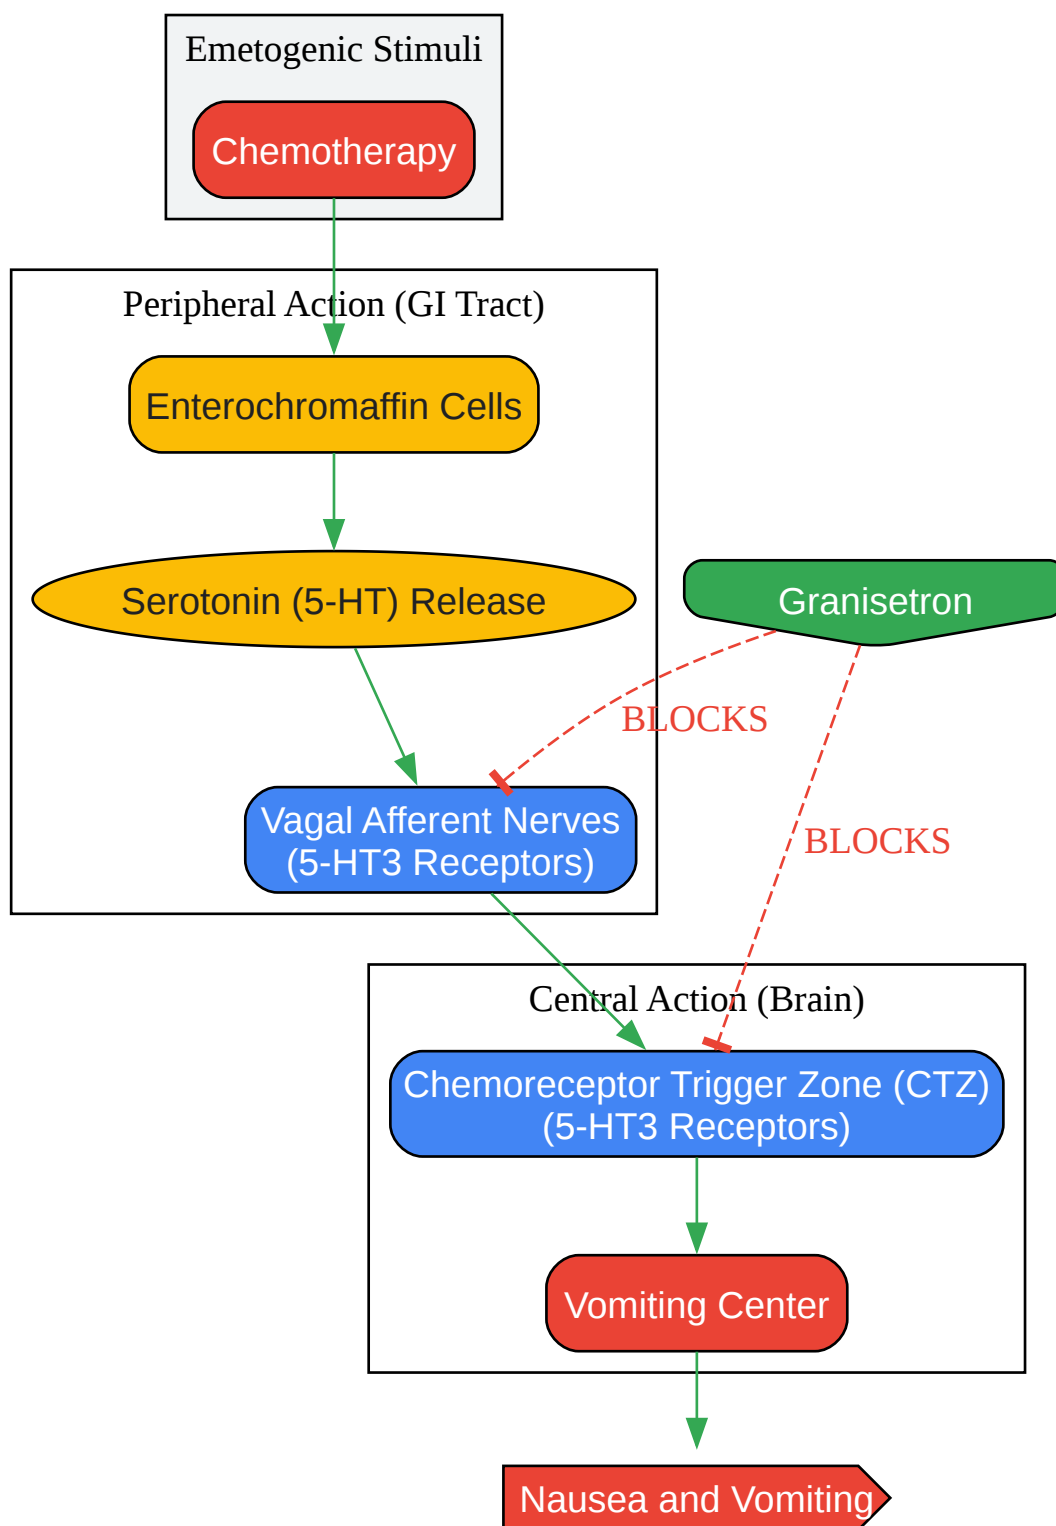 Emetogenic Stimuli
Chemotherapy
Peripheral Action (GI Tract)
Enterochromaffin Cells
Serotonin (5-HT) Release
Granisetron
BLOCKS
Vagal Afferent Nerves
(5-HT3 Receptors)
BLOCKS
Central Action (Brain)
Chemoreceptor Trigger Zone (CTZ)
(5-HT3 Receptors)
Vomiting Center
Nausea and Vomiting